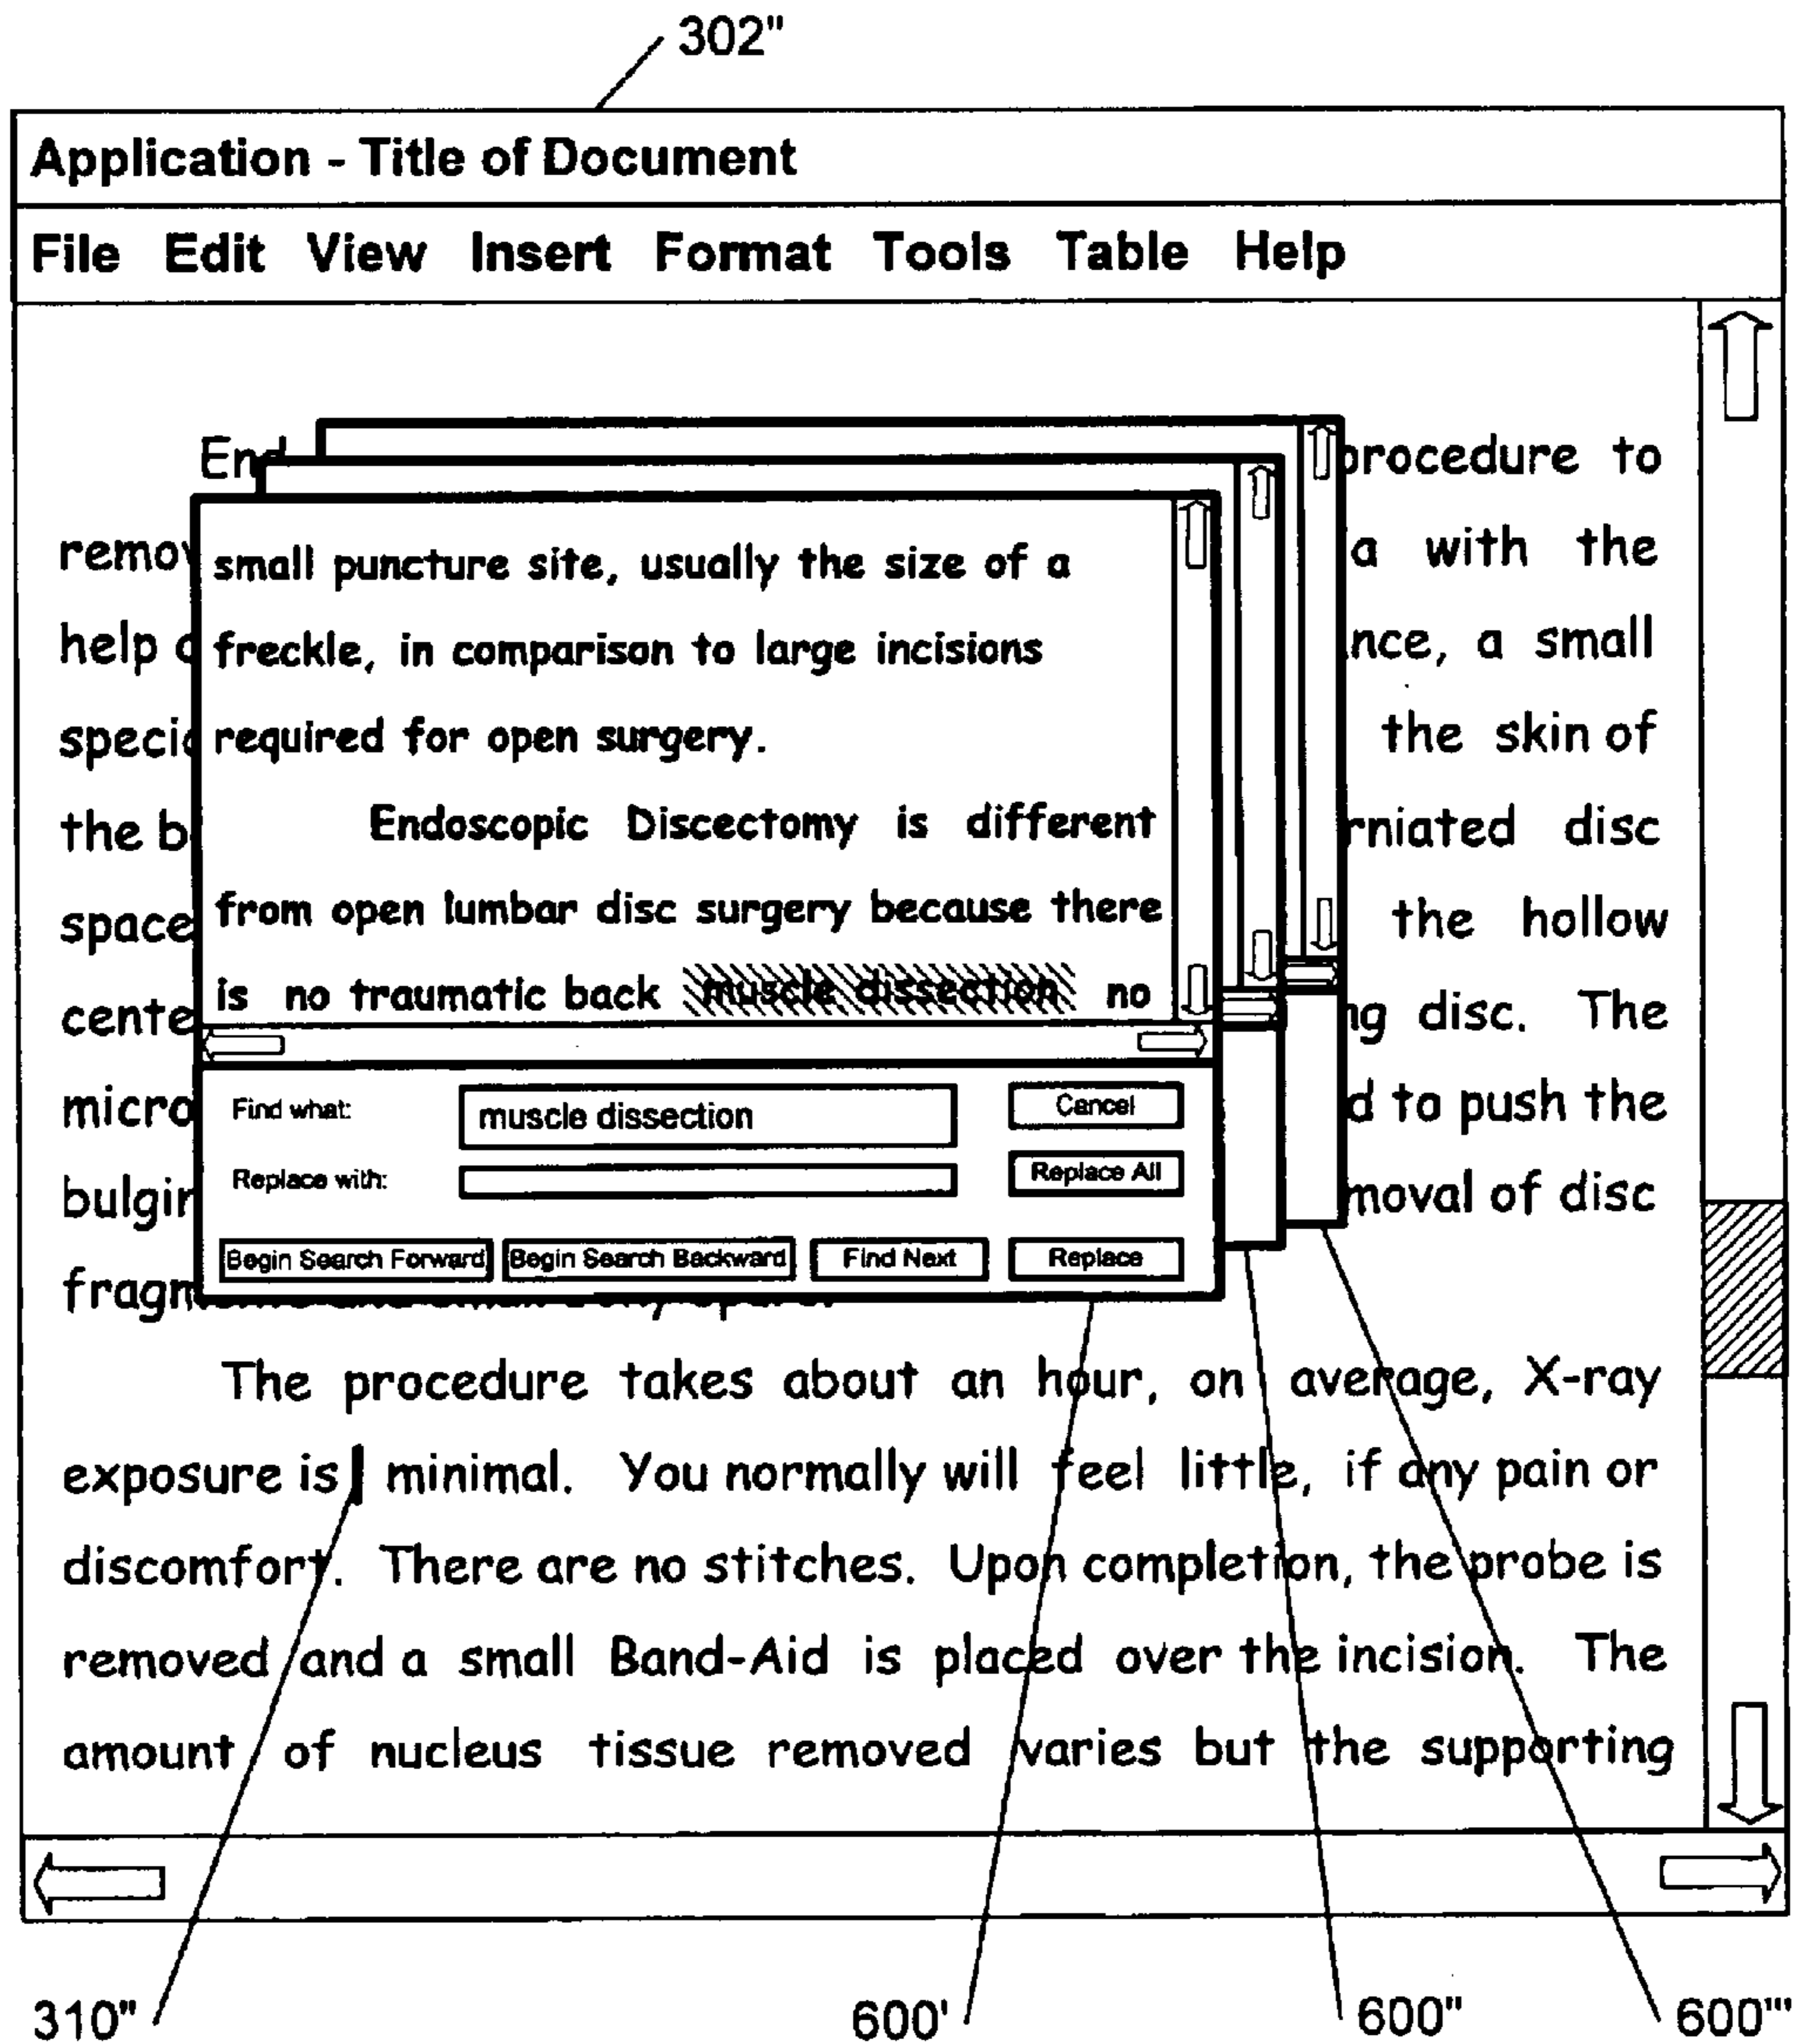 302"
Application - Title of Document
File Edit View Insert Format Tools Table Help
End procedure to
a with the
help nce, a small
the skin of
the b rniated disc
space the hollow
cente ng disc. The
micro d to push the
bulgin moval of disc
fragm
small puncture site, usually the size of a
freckle, in comparison to large incisions
required for open surgery.
Endoscopic Discectomy is different
from open lumbar disc surgery because there
is no traumatic back muscle dissection no
Find what: muscle dissection Cancel
Replace with: Replace All
Begin Search Forward Begin Search Backward Find Next Replace
The procedure takes about an hour, on average, X-ray
exposure is minimal. You normally will feel little, if any pain or
discomfort. There are no stitches. Upon completion, the probe is
removed and a small Band-Aid is placed over the incision. The
amount of nucleus tissue removed varies but the supporting
310" 600' 600" 600'"